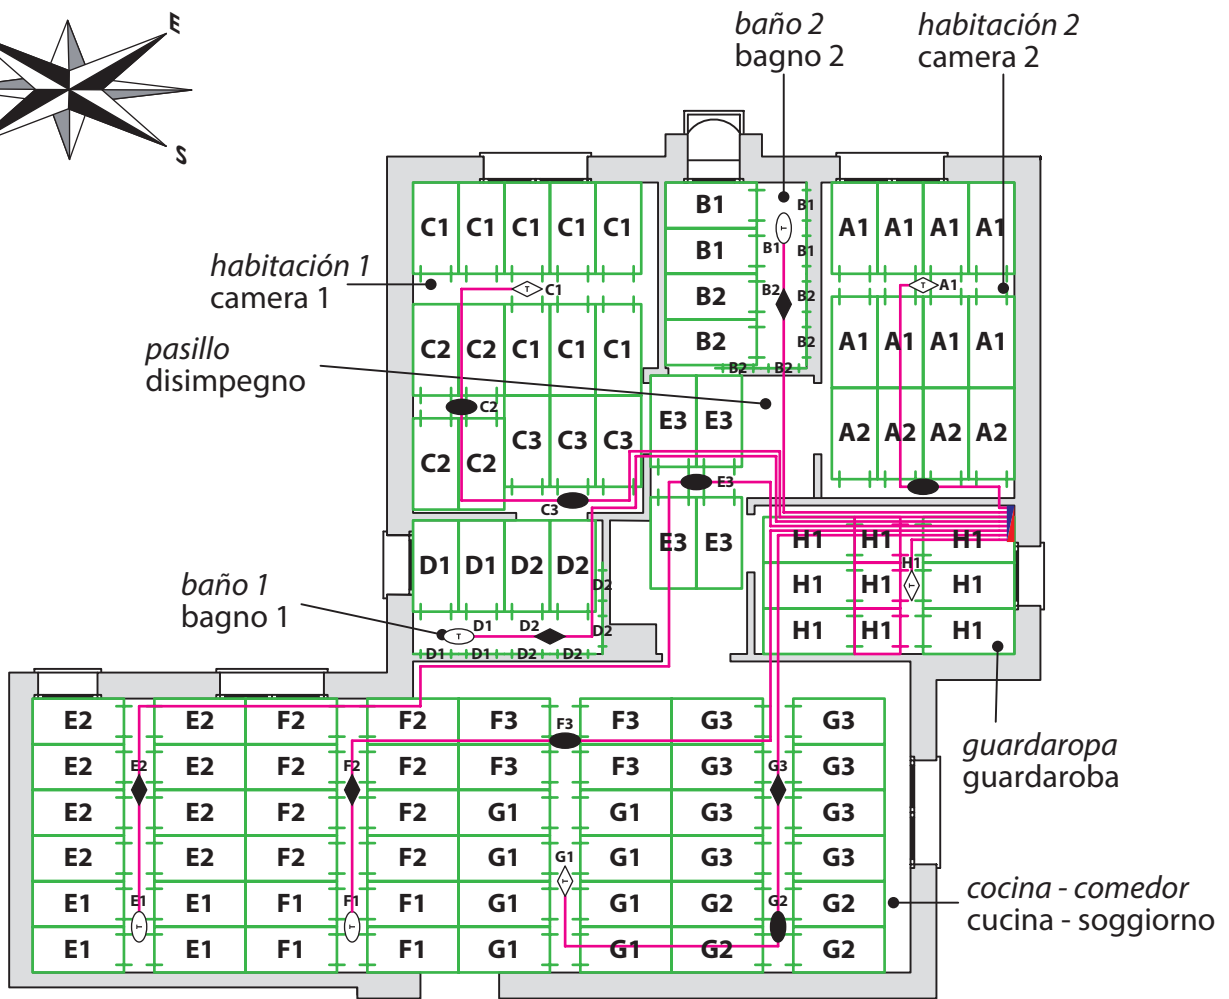 E
S
baño 2
bagno 2
habitación 2
camera 2
habitación 1
camera 1
pasillo
disimpegno
baño 1
bagno 1
guardaropa
guardaroba
cocina - comedor
cucina - soggiorno
C1 C1 C1 C1 C1
T C1
C2 C2 C1 C1 C1
C2
C2 C2 C3 C3 C3
C3
B1 B1
B1 B1
T
B1
B2 B2 B2
B2 B2
B2 B2
A1 A1 A1 A1
T A1
A1 A1 A1 A1
A2 A2 A2 A2
E3 E3
E3
E3 E3
D1 D1 D2 D2
D2
D1 D2 D2
T
D1 D1 D2 D2
H1 H1 H1
H1
T
H1 H1 H1
H1 H1 H1
E2 E2 F2 F2 F3 F3 F3 G3 G3
E2 E2 E2 F2 F2 F2 F3 F3 G3 G3 G3
E2 E2 F2 F2 G1 G1 G3 G3
E2 E2 F2 F2 G1 G1 G1 G3 G3
T
E1 E1 E1 F1 F1 F1 G1 G1 G2 G2 G2
T T
E1 E1 F1 F1 G1 G1 G2 G2